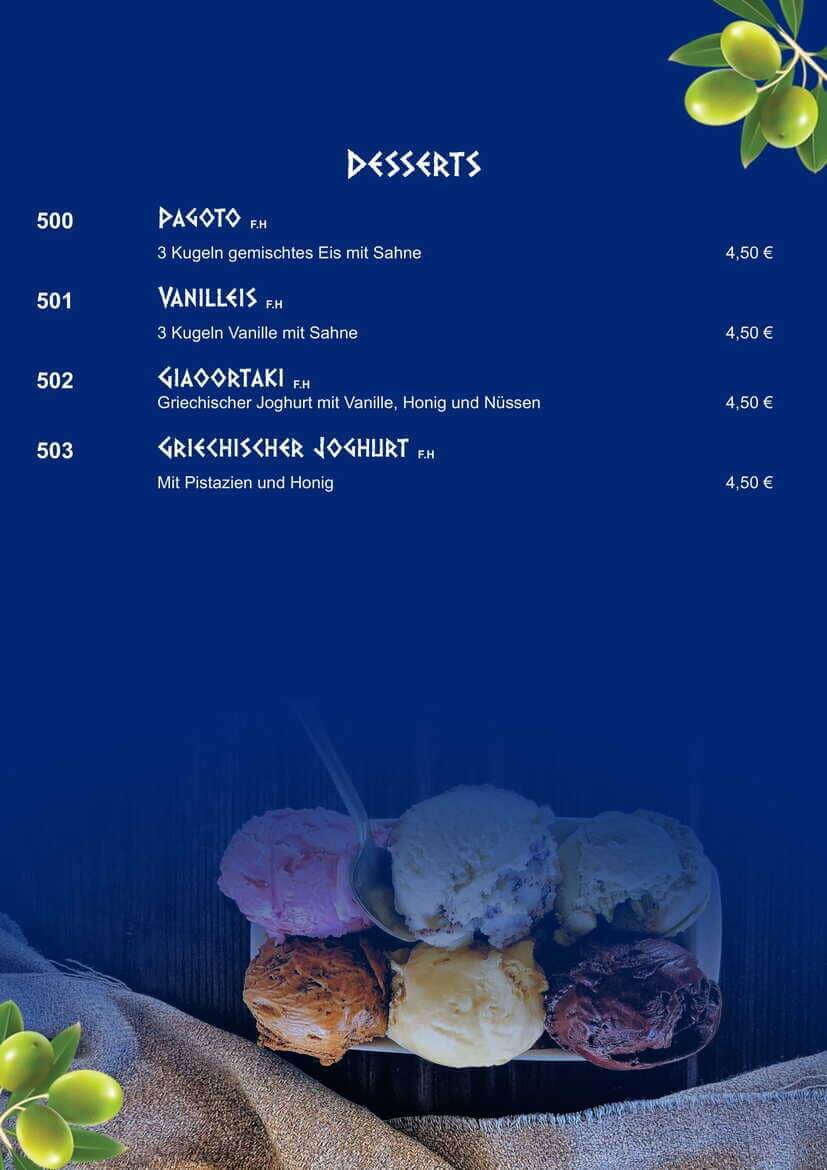 DESSERTS
500 PAGOTO F.H
3 Kugeln gemischtes Eis mit Sahne 4,50 €
501 VANILLEIS F.H
3 Kugeln Vanille mit Sahne 4,50 €
502 GIAOORTAKI F.H
Griechischer Joghurt mit Vanille, Honig und Nüssen 4,50 €
503 GRIECHISCHER JOGHURT F.H
Mit Pistazien und Honig 4,50 €